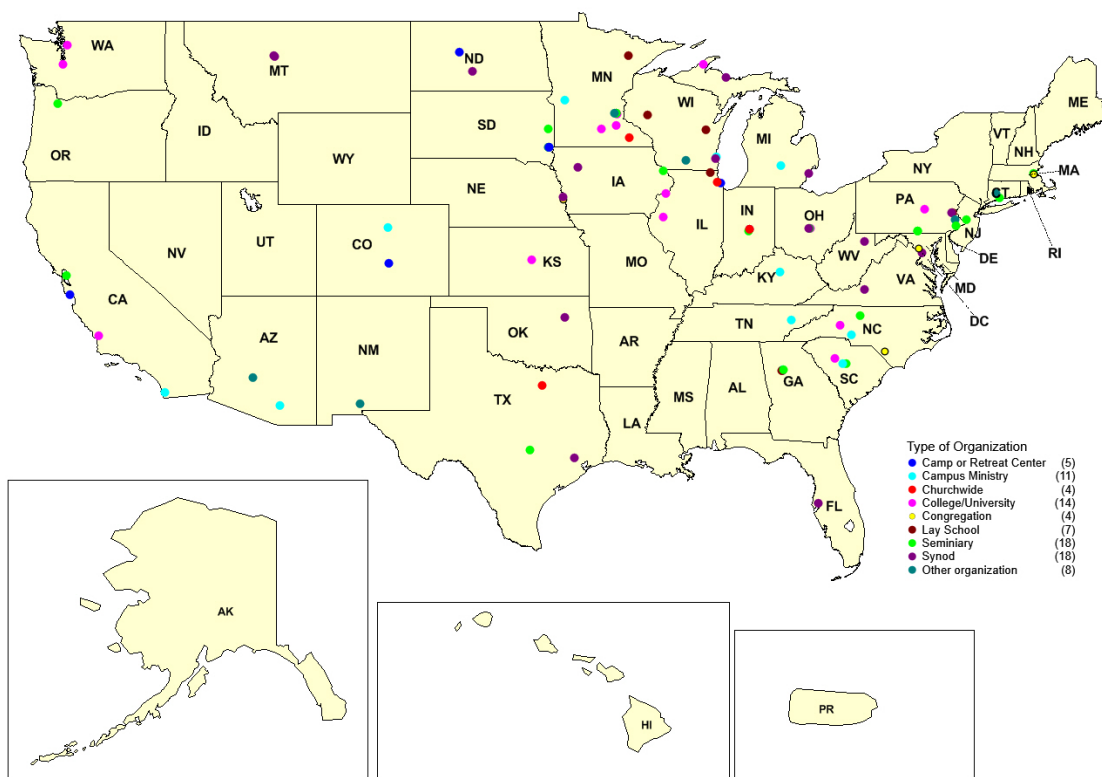 WA
MT
ND
MN
ME
VT
NH
WI
SD
ID
OR
MI
NY
WY
MA
IA
PA
CT
NE
OH
IN
IL
NJ
NV
UT
CO
RI
DE
WV
KS
MO
VA
KY
CA
MD
DC
TN
NC
OK
AZ
NM
AR
SC
GA
MS
AL
TX
LA
FL
Type of Organization
Camp or Retreat Center (5)
Campus Ministry (11)
Churchwide (4)
College/University (14)
Congregation (4)
Lay School (7)
Seminiary (18)
Synod (18)
Other organization (8)
AK
HI
PR